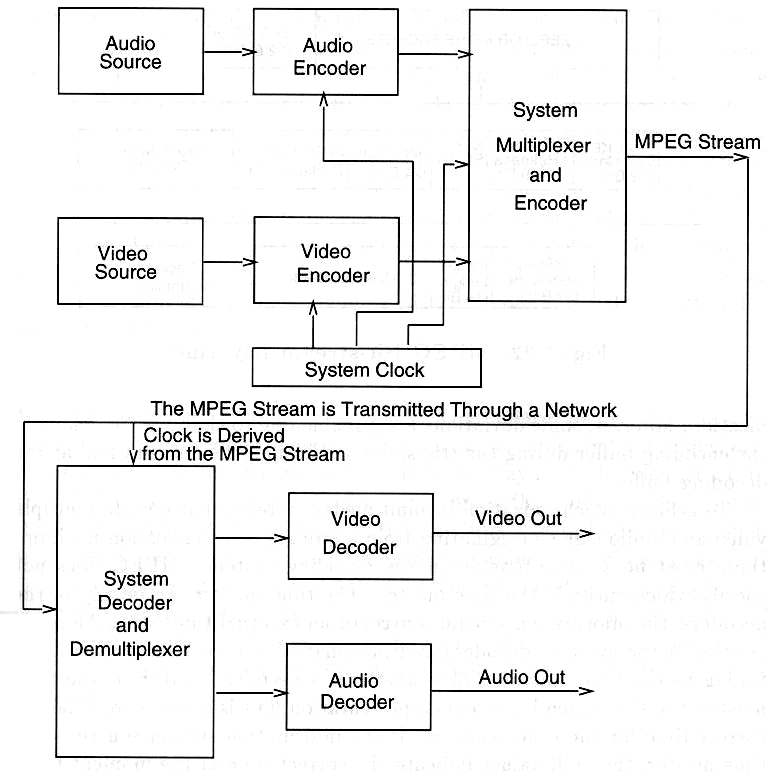 Audio
Source
Audio
Encoder
System
Multiplexer
and
Encoder
MPEG Stream
Video
Source
Video
Encoder
System Clock
The MPEG Stream is Transmitted Through a Network
Clock is Derived
from the MPEG Stream
System
Decoder
and
Demultiplexer
Video
Decoder
Video Out
Audio
Decoder
Audio Out